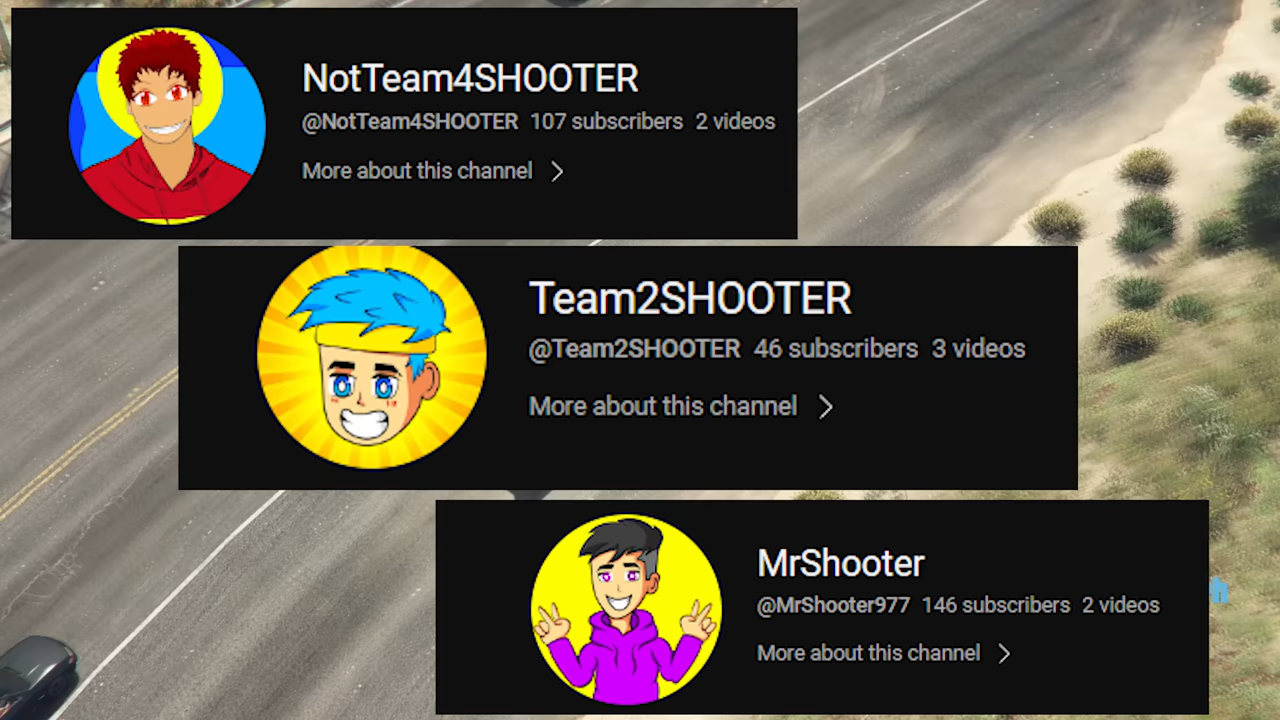 NotTeam4SHOOTER
@NotTeam4SHOOTER 107 subscribers 2 videos
More about this channel
Team2SHOOTER
@Team2SHOOTER 46 subscribers 3 videos
More about this channel
MrShooter
@MrShooter977 146 subscribers 2 videos
More about this channel